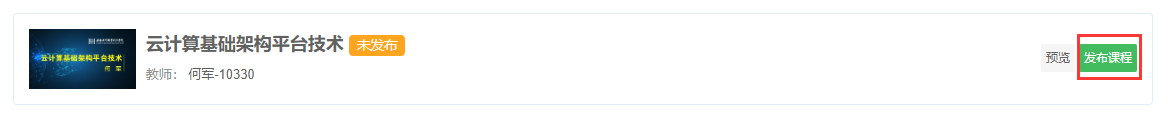 云计算基础架构平台技术
何 军
云计算基础架构平台技术 未发布
教师： 何军-10330
预览 发布课程